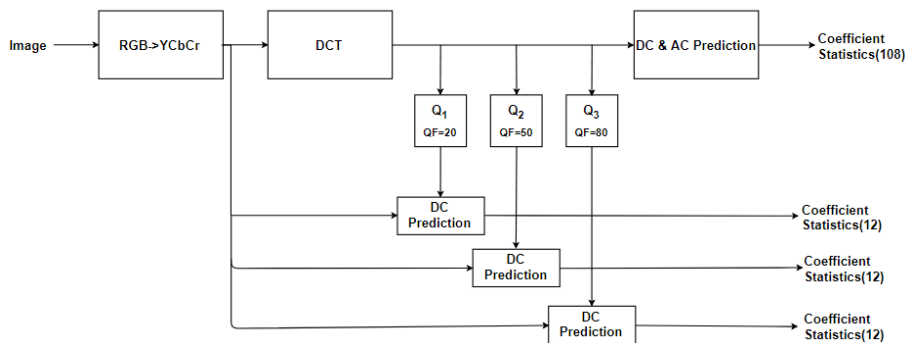 Image
RGB->YCbCr
DCT
DC & AC Prediction
Coefficient
Statistics(108)
Q1
QF=20
Q2
QF=50
Q3
QF=80
DC
Prediction
Coefficient
Statistics(12)
DC
Prediction
Coefficient
Statistics(12)
DC
Prediction
Coefficient
Statistics(12)